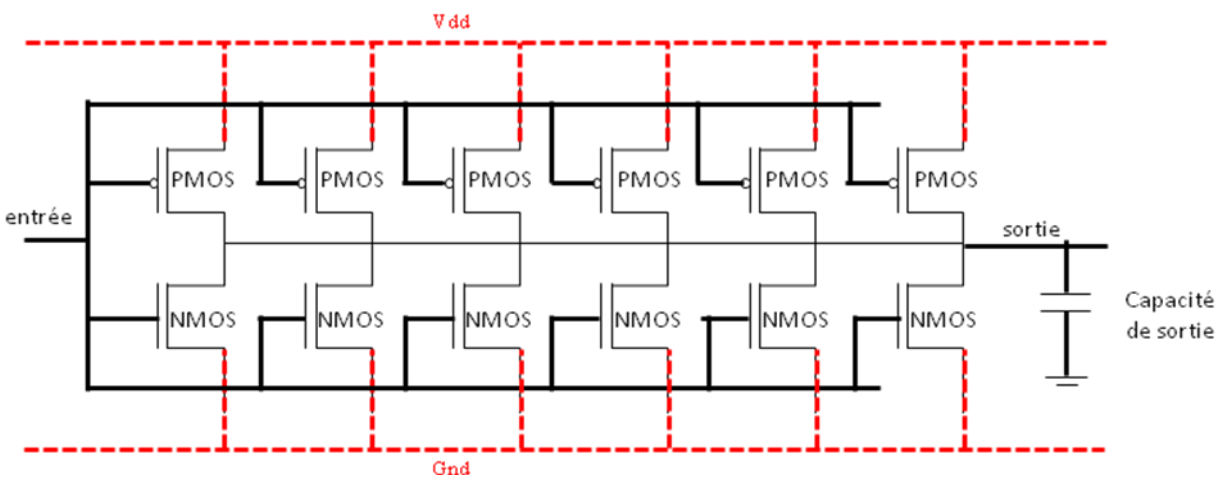 Vdd
PMOS PMOS PMOS PMOS PMOS PMOS
entrée
sortie
NMOS NMOS NMOS NMOS NMOS NMOS
Capacité
de sortie
Gnd